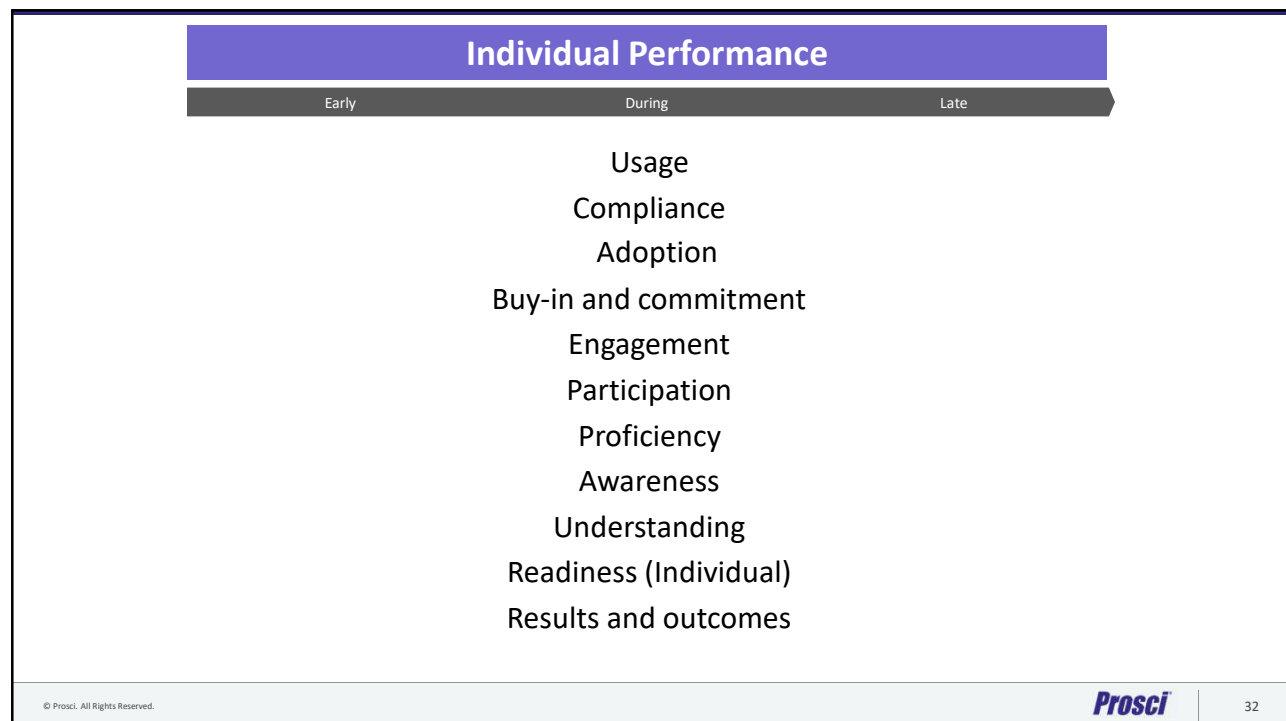 Individual Performance
Early During Late
Usage
Compliance
Adoption
Buy-in and commitment
Engagement
Participation
Proficiency
Awareness
Understanding
Readiness (Individual)
Results and outcomes
© Prosci. All Rights Reserved.
Prosci
32